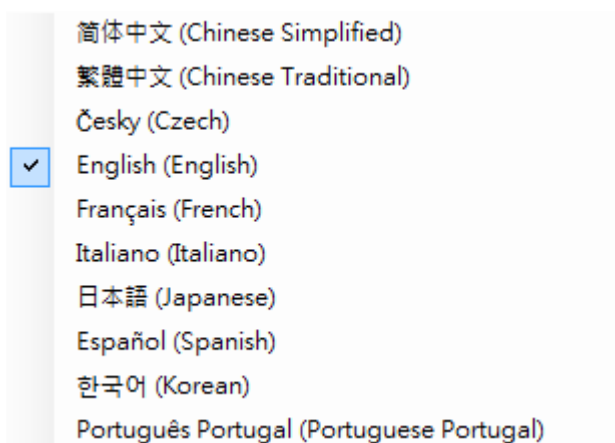 简体中文 (Chinese Simplified)
繁體中文 (Chinese Traditional)
Česky (Czech)
English (English)
Français (French)
Italiano (Italiano)
日本語 (Japanese)
Español (Spanish)
한국어 (Korean)
Português Portugal (Portuguese Portugal)